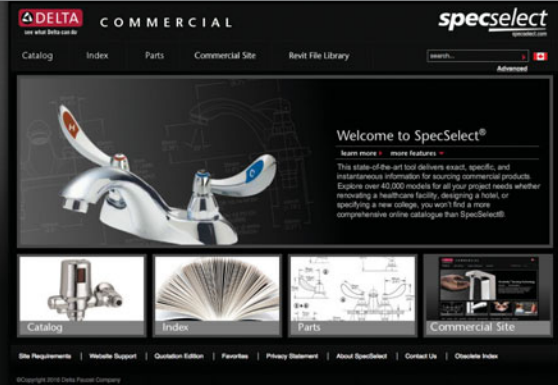 DELTA COMMERCIAL specselect
see what Delta can do
specselect.com
Catalog Index Parts Commercial Site Revit File Library search...
Advanced
H C
Welcome to SpecSelect®
learn more more features
This state-of-the-art tool delivers exact, specific, and
instantaneous information for sourcing commercial products.
Explore over 40,000 models for all your project needs whether
renovating a healthcare facility, designing a hotel, or
specifying a new college, you won't find a more
comprehensive online catalogue than SpecSelect®
Catalog Index Parts Commercial Site
Site Requirements | Website Support | Quotation Edition | Favorites | Privacy Statement | About SpecSelect | Contact Us | Obsolete Index
©Copyright 2016 Delta Faucet Company